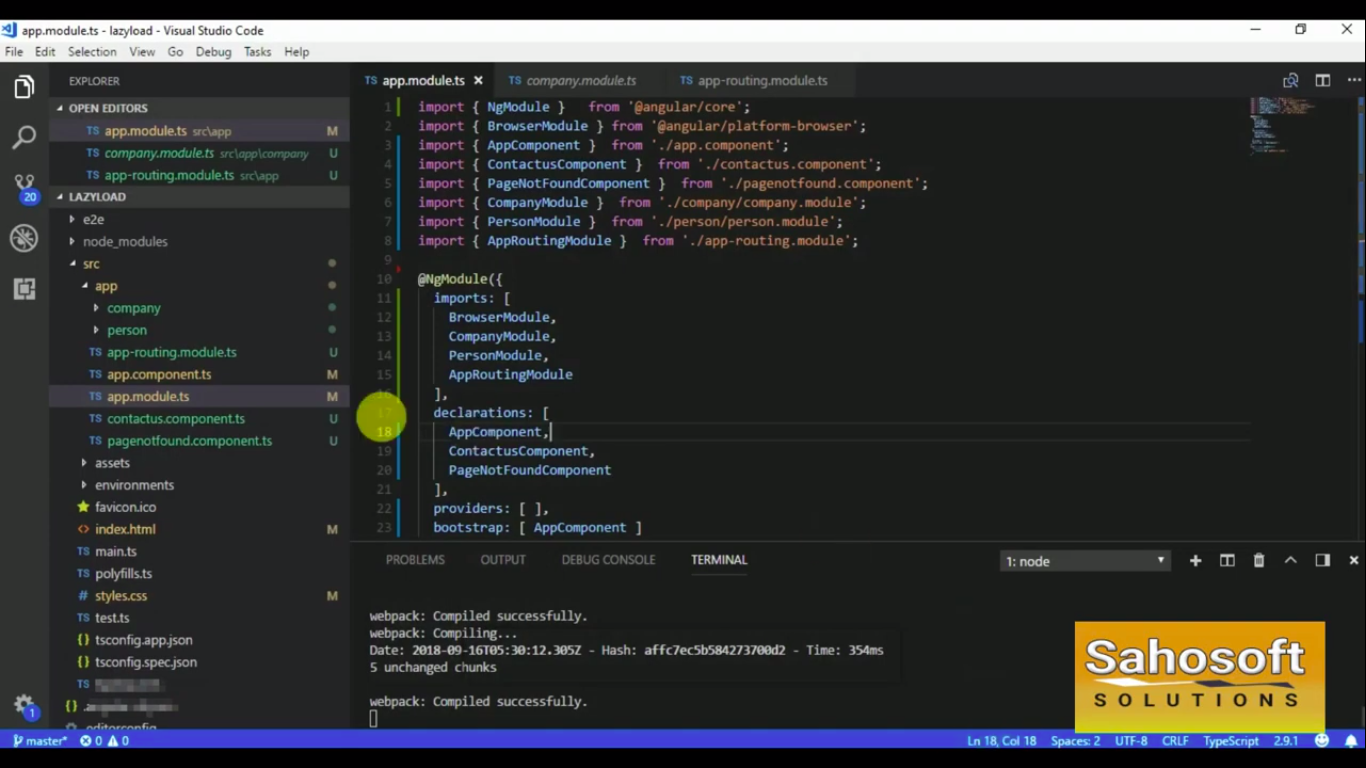 app.module.ts - lazyload - Visual Studio Code
File Edit Selection View Go Debug Tasks Help
EXPLORER
OPEN EDITORS
TS app.module.ts src\app M
TS company.module.ts src\app\company U
TS app-routing.module.ts src\app U
20
LAZYLOAD
e2e
node_modules
src
app
company
person
TS app-routing.module.ts U
TS app.component.ts M
TS app.module.ts M
TS contactus.component.ts U
TS pagenotfound.component.ts U
assets
environments
favicon.ico
<> index.html M
TS main.ts
TS polyfills.ts
# styles.css M
TS test.ts
{} tsconfig.app.json
{} tsconfig.spec.json
TS
{}
.editorconfig
1
TS app.module.ts × TS company.module.ts TS app-routing.module.ts
1 import { NgModule } from '@angular/core';
2 import { BrowserModule } from '@angular/platform-browser';
3 import { AppComponent } from './app.component';
4 import { ContactusComponent } from './contactus.component';
5 import { PageNotFoundComponent } from './pagenotfound.component';
6 import { CompanyModule } from './company/company.module';
7 import { PersonModule } from './person/person.module';
8 import { AppRoutingModule } from './app-routing.module';
9
10 @NgModule({
11 imports: [
12 BrowserModule,
13 CompanyModule,
14 PersonModule,
15 AppRoutingModule
16 ],
17 declarations: [
18 AppComponent,
19 ContactusComponent,
20 PageNotFoundComponent
21 ],
22 providers: [ ],
23 bootstrap: [ AppComponent ]
PROBLEMS OUTPUT DEBUG CONSOLE TERMINAL 1: node
webpack: Compiled successfully.
webpack: Compiling...
Date: 2018-09-16T05:30:12.305Z - Hash: affc7ec5b584273700d2 - Time: 354ms
5 unchanged chunks
webpack: Compiled successfully.
Sahosoft
SOLUTIONS
master* 0 0 Ln 18, Col 18 Spaces: 2 UTF-8 CRLF TypeScript 2.9.1